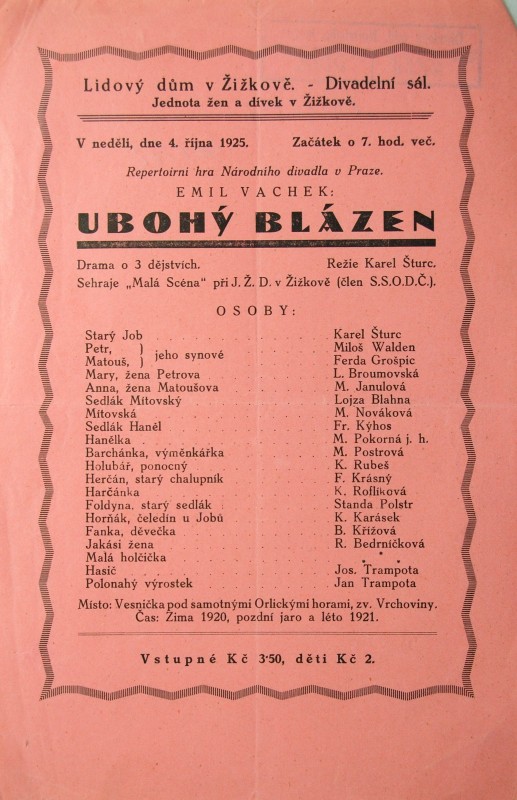 Lidový dům v Žižkově. - Divadelní sál.
Jednota žen a dívek v Žižkově.
V neděli, dne 4. října 1925. Začátek o 7. hod. več.
Repertoirní hra Národního divadla v Praze.
EMIL VACHEK:
UBOHÝ BLÁZEN
Drama o 3 dějstvích. Režie Karel Šturc.
Sehraje „Malá Scéna" při J. Ž. D. v Žižkově (člen S.S.O.D.Č.).
OSOBY:
Starý Job . . . . . . . . Karel Šturc
Petr, } Miloš Walden
jeho synové
Matouš, } Ferda Grošpic
Mary, žena Petrova L. Broumovská
Anna, žena Matoušova M. Janulová
Sedlák Mítovský Lojza Blahna
Mítovská M. Nováková
Sedlák Haněl Fr. Kýhos
Hanělka M. Pokorná j. h.
Barchánka, výměnkářka M. Postrová
Holubář, ponocný K. Rubeš
Herčán, starý chalupník F. Krásný
Harčánka K. Roflíková
Foldyna. starý sedlák Standa Polstr
Horňák, čeledín u Jobů K. Karásek
Fanka, děvečka B. Křížová
Jakási žena R. Bedrníčková
Malá holčička * * *
Hasič Jos. Trampota
Polonahý výrostek Jan Trampota
Místo: Vesnička pod samotnými Orlickými horami, zv. Vrchoviny.
Čas: Zima 1920, pozdní jaro a léto 1921.
Vstupné Kč 3·50, děti Kč 2.